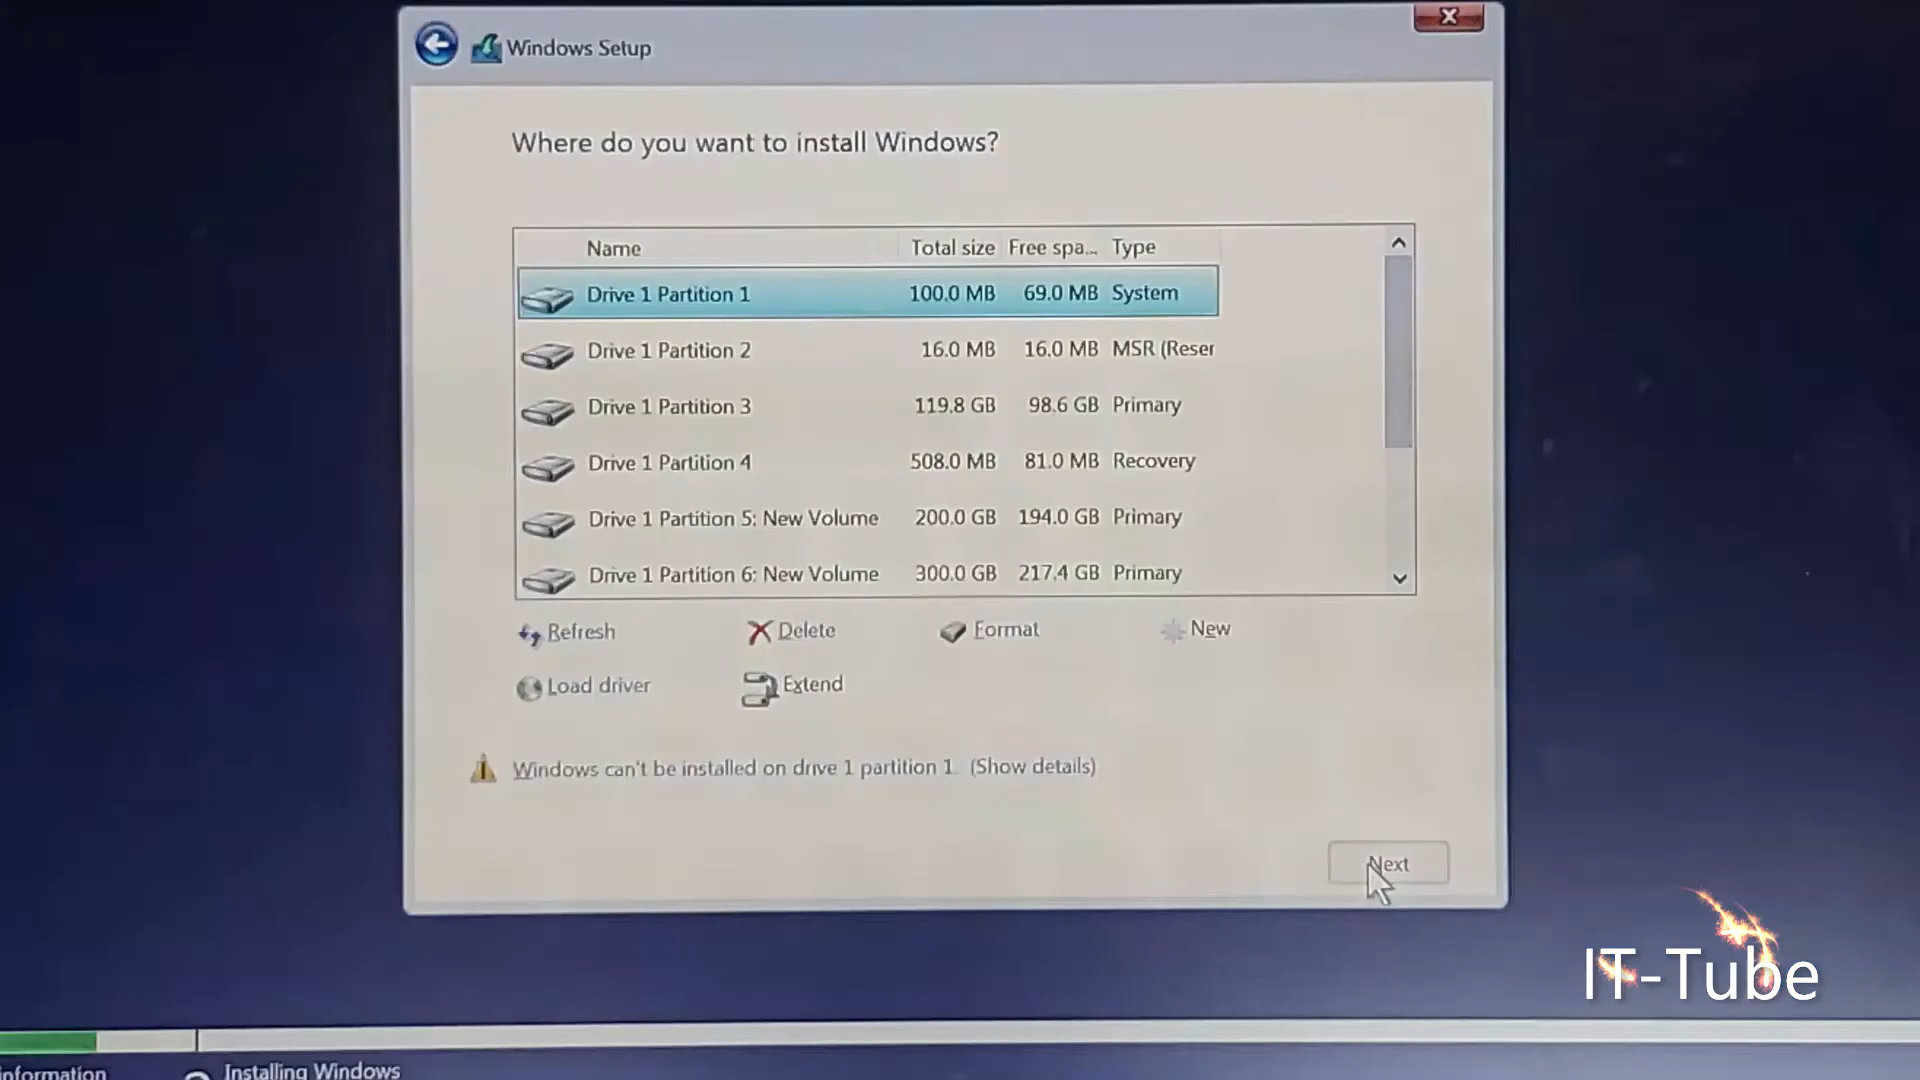 Windows Setup
Where do you want to install Windows?
Name Total size Free spa... Type
Drive 1 Partition 1 100.0 MB 69.0 MB System
Drive 1 Partition 2 16.0 MB 16.0 MB MSR (Reser
Drive 1 Partition 3 119.8 GB 98.6 GB Primary
Drive 1 Partition 4 508.0 MB 81.0 MB Recovery
Drive 1 Partition 5: New Volume 200.0 GB 194.0 GB Primary
Drive 1 Partition 6: New Volume 300.0 GB 217.4 GB Primary
Refresh Delete Format New
Load driver Extend
Windows can't be installed on drive 1 partition 1. (Show details)
Next
IT-Tube
information 2 Installing Windows